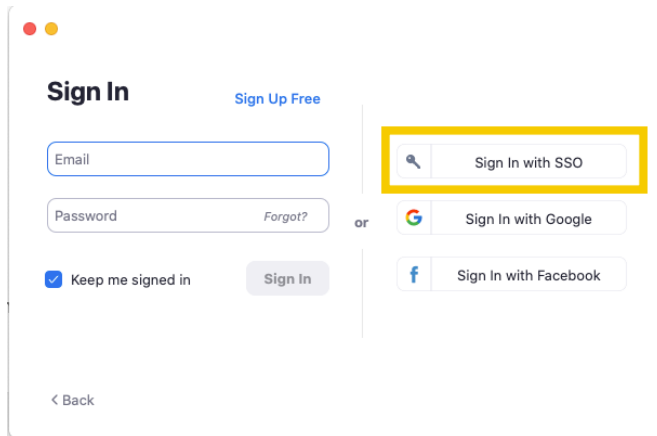 Sign In
Sign Up Free
Email
Password
Forgot?
Keep me signed in
Sign In
or
Sign In with SSO
Sign In with Google
Sign In with Facebook
< Back